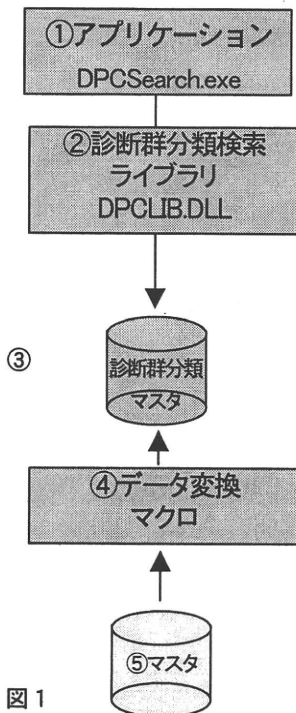 ①アプリケーション
DPCSearch.exe
②診断群分類検索
ライブラリ
DPCLIB.DLL
③
診断群分類
マスタ
④データ変換
マクロ
⑤マスタ
図1